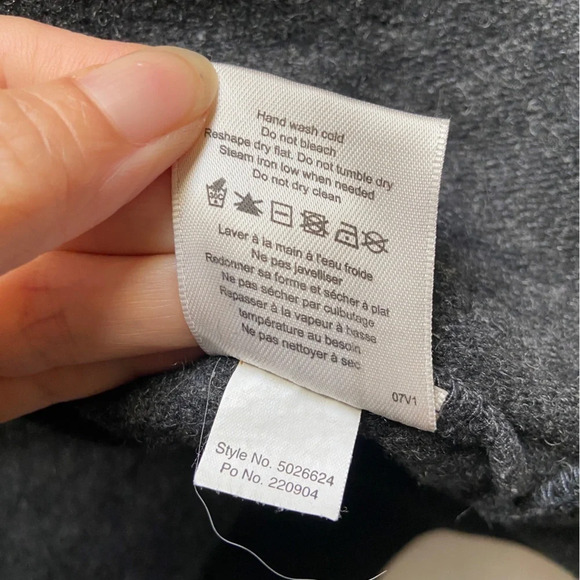 Hand wash cold
Do not bleach
Reshape dry flat. Do not tumble dry
Steam iron low when needed
Do not dry clean
Laver à la main à l'eau froide
Ne pas javelliser
Redonner sa forme et sécher à plat
Ne pas sécher par culbutage
Repasser à la vapeur à basse
température au besoin
Ne pas nettoyer à sec
07V1
Style No. 5026624
Po No. 220904